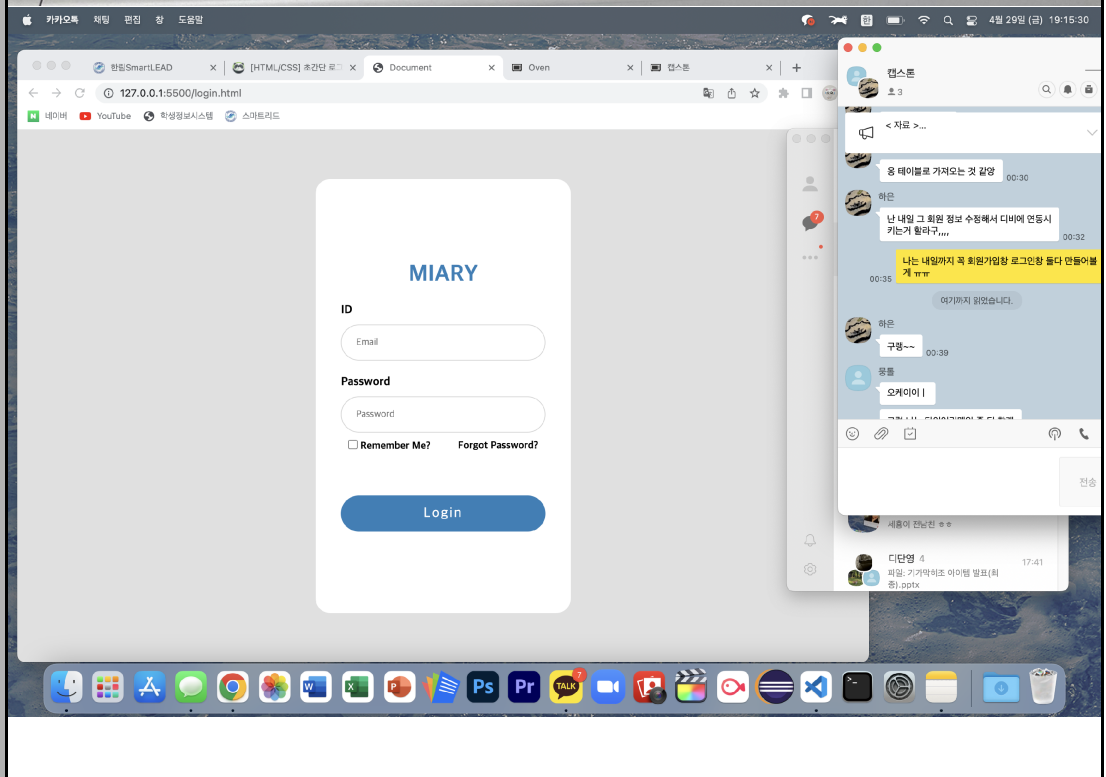 카카오톡 채팅 편집 창 도움말
한 4월 29일 (금) 19:15:30
한림SmartLEAD
[HTML/CSS] 초간단 로그
Document
Oven
캡스톤
127.0.0.1:5500/login.html
N 네이버 YouTube 학생정보시스템 스마트리드
MIARY
ID
Email
Password
Password
Remember Me? Forgot Password?
Login
7
캡스톤
3
< 자료 >...
웅 테이블로 가져오는 것 같앙
00:30
하은
난 내일 그 회원 정보 수정해서 디비에 연동시
키는거 할라구,,,,
00:32
나는 내일까지 꼭 회원가입창 로그인창 둘다 만들어볼
게 ㅠㅠ
00:35
여기까지 읽었습니다.
하은
구랭~~
00:39
뭉툴
오케이이 |
전송
세흥이 전남친 ㅎㅎ
디단영 4
17:41
파일: 기가막히조 아이템 발표(최
종).pptx
W X P Ps Pr TALK 7